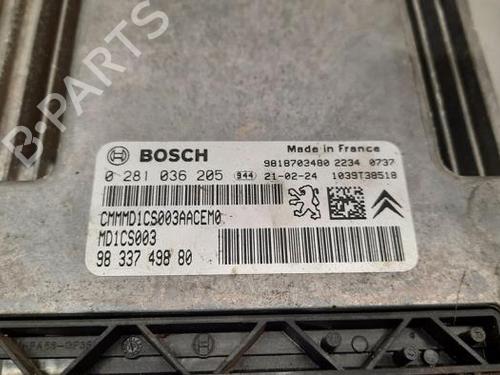 BOSCH
Made in France
9818703480 2234 0737
0 281 036 205 944 21-02-24 1039T38518
CMMMD1CS003AACEM0
MD1CS003
98 337 498 80